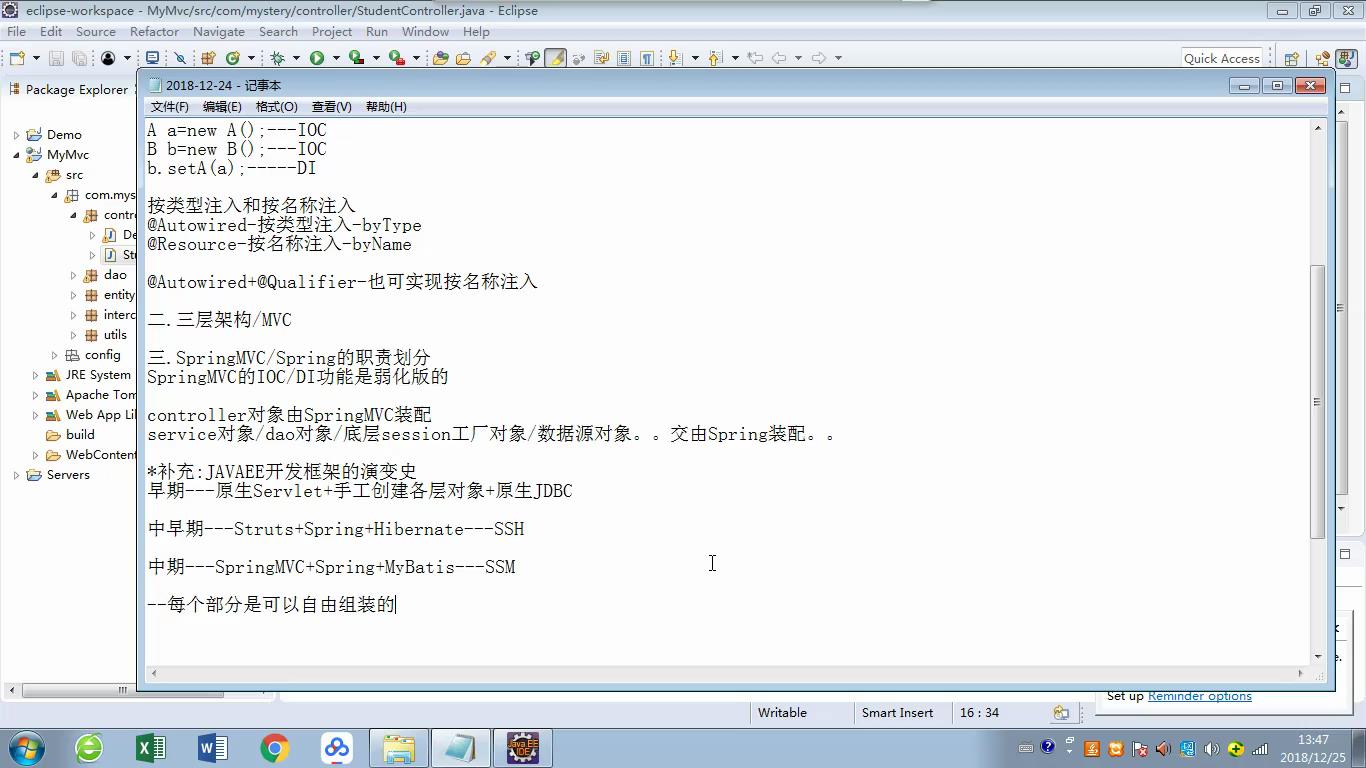 eclipse-workspace - MyMvc/src/com/mystery/controller/StudentController.java - Eclipse
File Edit Source Refactor Navigate Search Project Run Window Help
Quick Access
Package Explorer
Demo
MyMvc
src
com.mys
contro
De
Stu
dao
entity
interc
utils
config
JRE System
Apache Tom
Web App Lib
build
WebContent
Servers
2018-12-24 - 记事本
文件(F) 编辑(E) 格式(O) 查看(V) 帮助(H)
A a=new A();---IOC
B b=new B();---IOC
b.setA(a);-----DI
按类型注入和按名称注入
@Autowired-按类型注入-byType
@Resource-按名称注入-byName
@Autowired+@Qualifier-也可实现按名称注入
二.三层架构/MVC
三.SpringMVC/Spring的职责划分
SpringMVC的IOC/DI功能是弱化版的
controller对象由SpringMVC装配
service对象/dao对象/底层session工厂对象/数据源对象。。交由Spring装配。。
*补充:JAVAEE开发框架的演变史
早期---原生Servlet+手工创建各层对象+原生JDBC
中早期---Struts+Spring+Hibernate---SSH
中期---SpringMVC+Spring+MyBatis---SSM
--每个部分是可以自由组装的
Set up Reminder options
Writable Smart Insert 16 : 34
13:47
2018/12/25